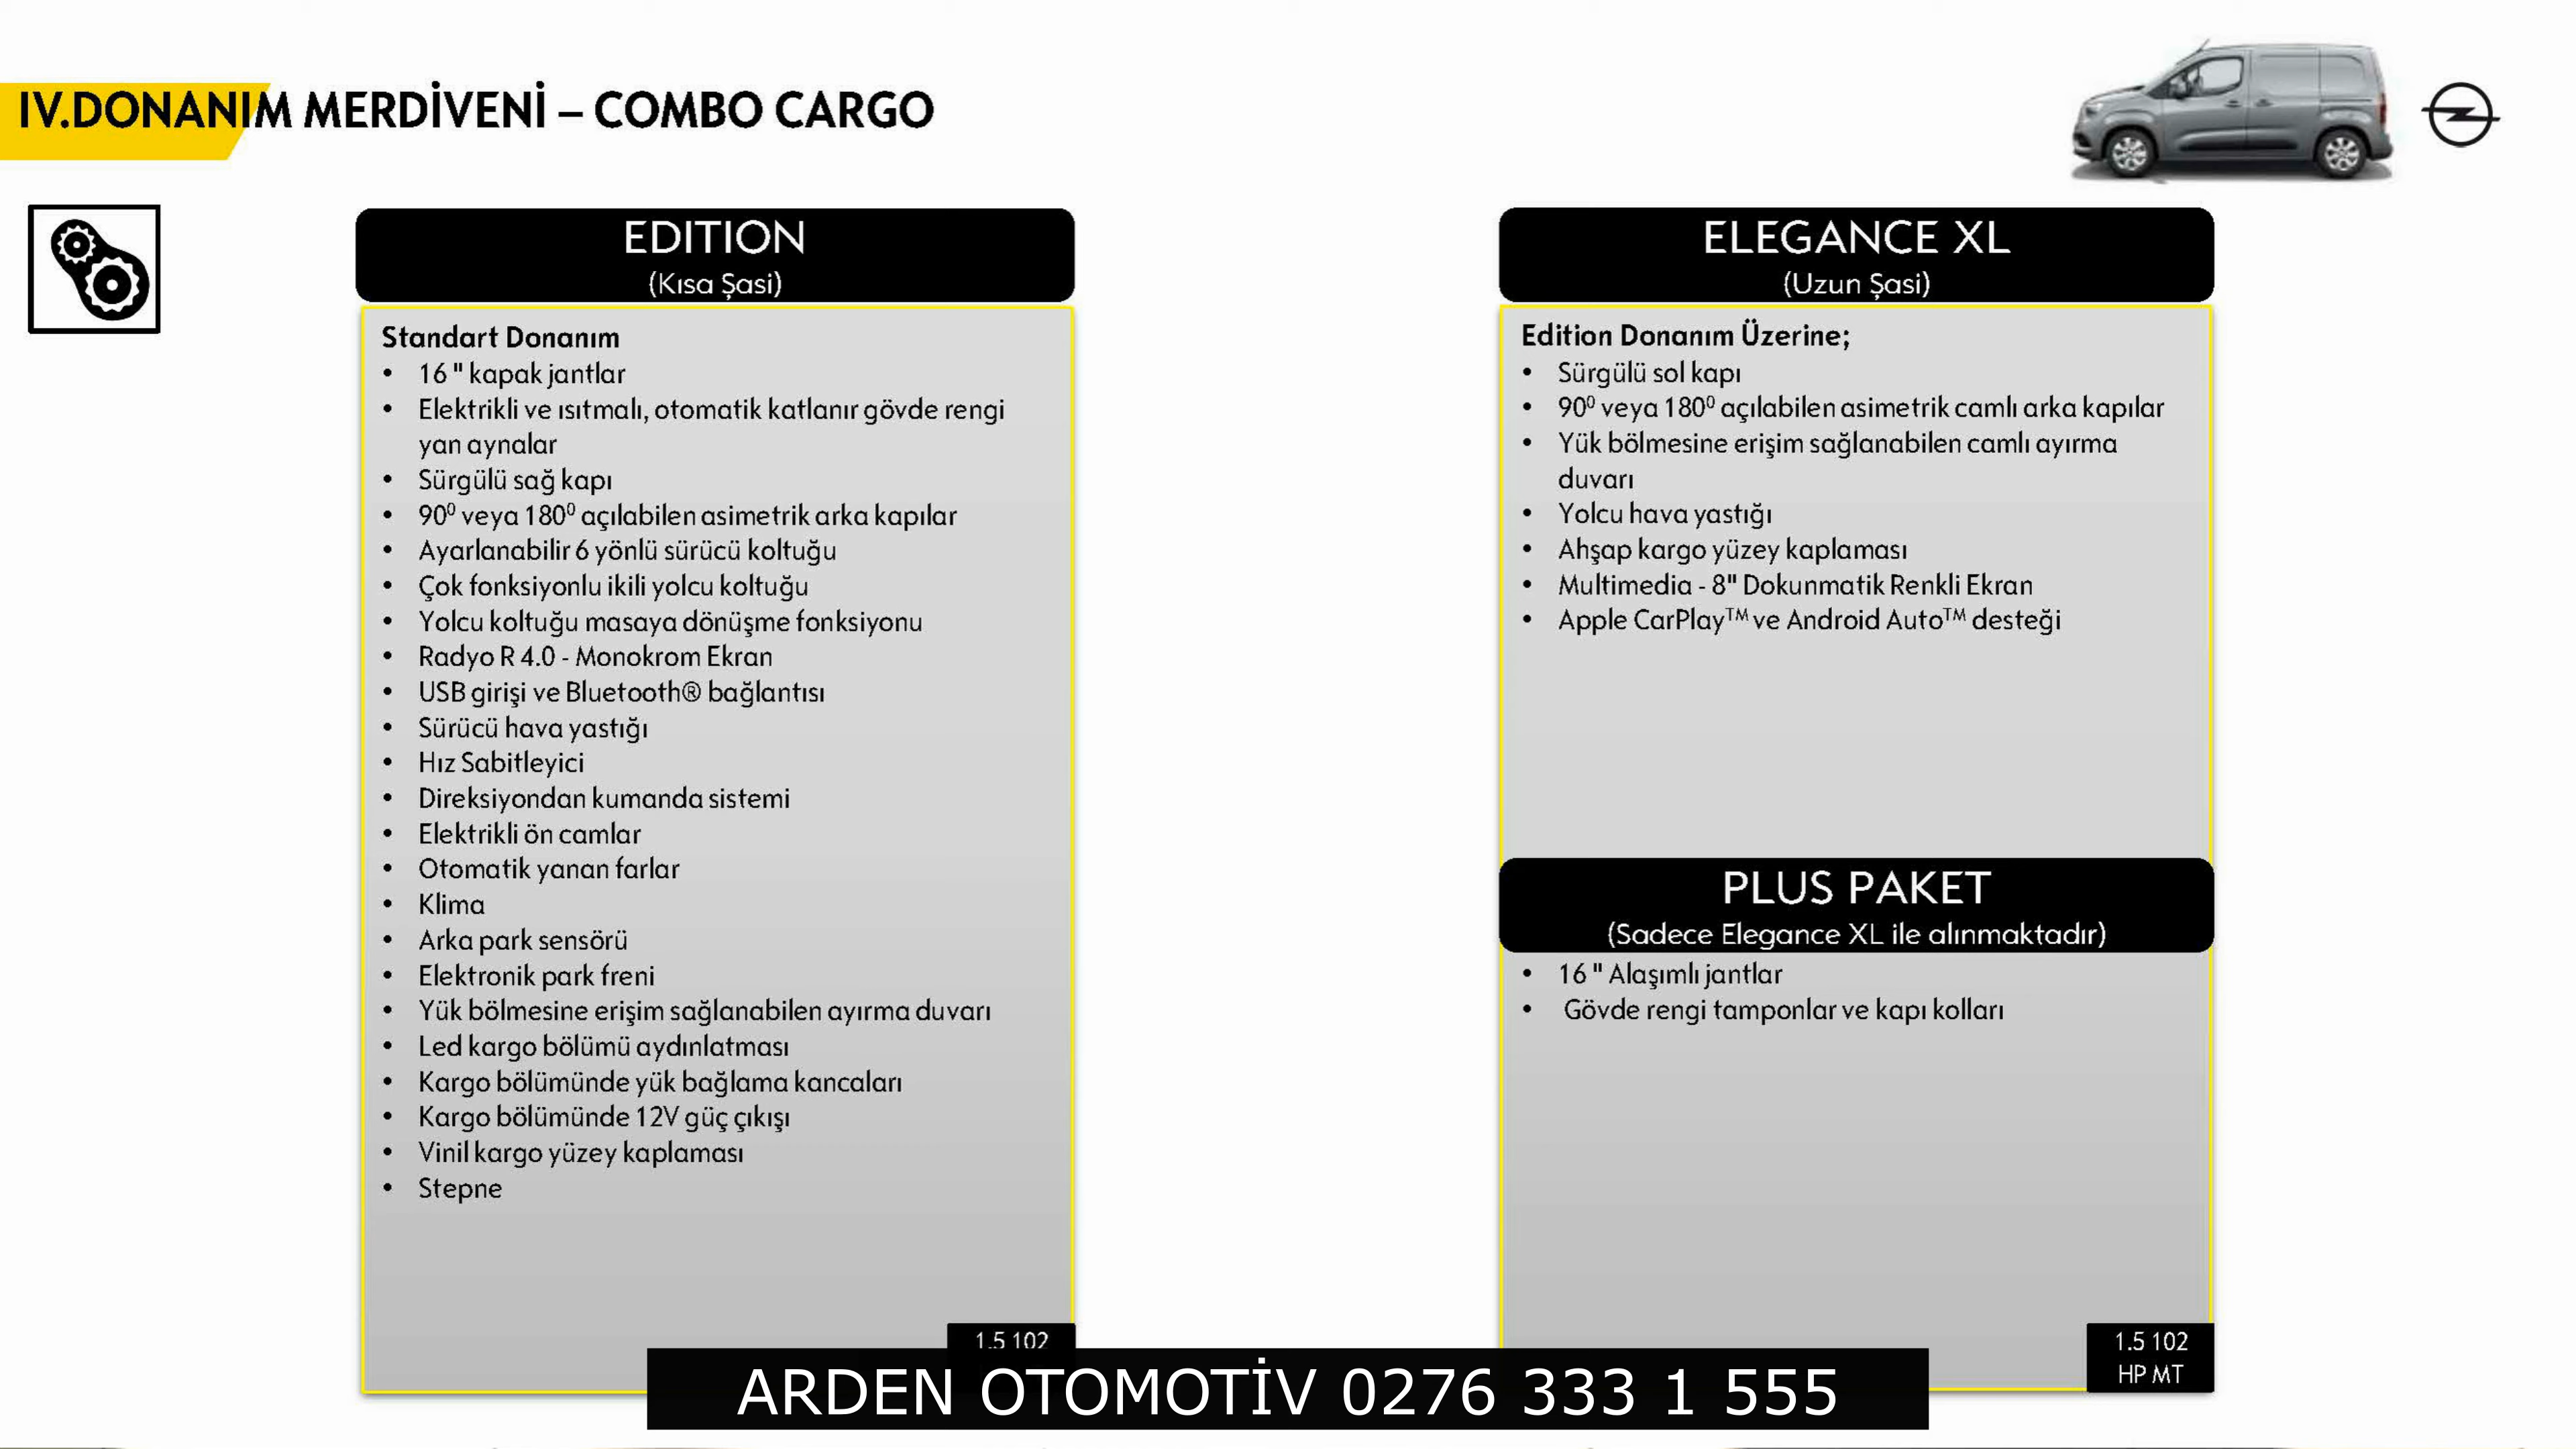 IV.DONANIM MERDİVENİ – COMBO CARGO
EDITION
(Kısa Şasi)
Standart Donanım
• 16 " kapak jantlar
• Elektrikli ve ısıtmalı, otomatik katlanır gövde rengi
yan aynalar
• Sürgülü sağ kapı
• 90⁰ veya 180⁰ açılabilen asimetrik arka kapılar
• Ayarlanabilir 6 yönlü sürücü koltuğu
• Çok fonksiyonlu ikili yolcu koltuğu
• Yolcu koltuğu masaya dönüşme fonksiyonu
• Radyo R 4.0 - Monokrom Ekran
• USB girişi ve Bluetooth® bağlantısı
• Sürücü hava yastığı
• Hız Sabitleyici
• Direksiyondan kumanda sistemi
• Elektrikli ön camlar
• Otomatik yanan farlar
• Klima
• Arka park sensörü
• Elektronik park freni
• Yük bölmesine erişim sağlanabilen ayırma duvarı
• Led kargo bölümü aydınlatması
• Kargo bölümünde yük bağlama kancaları
• Kargo bölümünde 12V güç çıkışı
• Vinil kargo yüzey kaplaması
• Stepne
1.5 102
ELEGANCE XL
(Uzun Şasi)
Edition Donanım Üzerine;
• Sürgülü sol kapı
• 90⁰ veya 180⁰ açılabilen asimetrik camlı arka kapılar
• Yük bölmesine erişim sağlanabilen camlı ayırma
duvarı
• Yolcu hava yastığı
• Ahşap kargo yüzey kaplaması
• Multimedia - 8" Dokunmatik Renkli Ekran
• Apple CarPlay™ ve Android Auto™ desteği
PLUS PAKET
(Sadece Elegance XL ile alınmaktadır)
• 16 " Alaşımlı jantlar
• Gövde rengi tamponlar ve kapı kolları
1.5 102
HP MT
ARDEN OTOMOTİV 0276 333 1 555